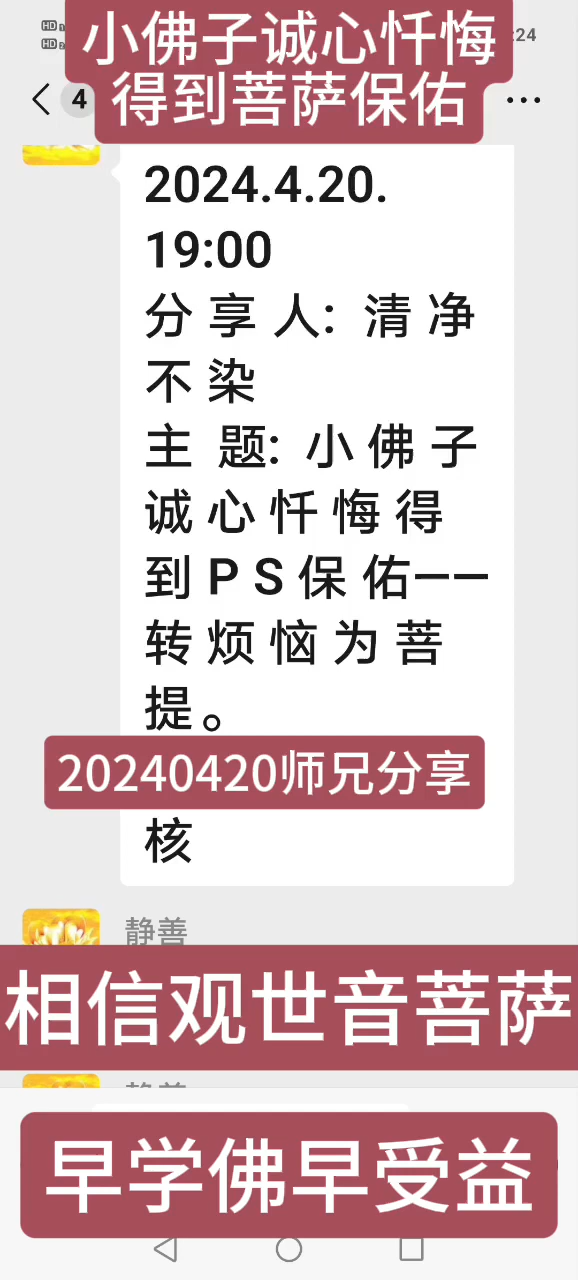 小佛子诚心忏悔
:24
得到菩萨保佑
4
2024.4.20.
19:00
分享人: 清净
不染
主 题: 小佛子
诚心忏悔得
到PS保佑——
转烦恼为菩
提。
20240420师兄分享
核
静善
相信观世音菩萨
早学佛早受益